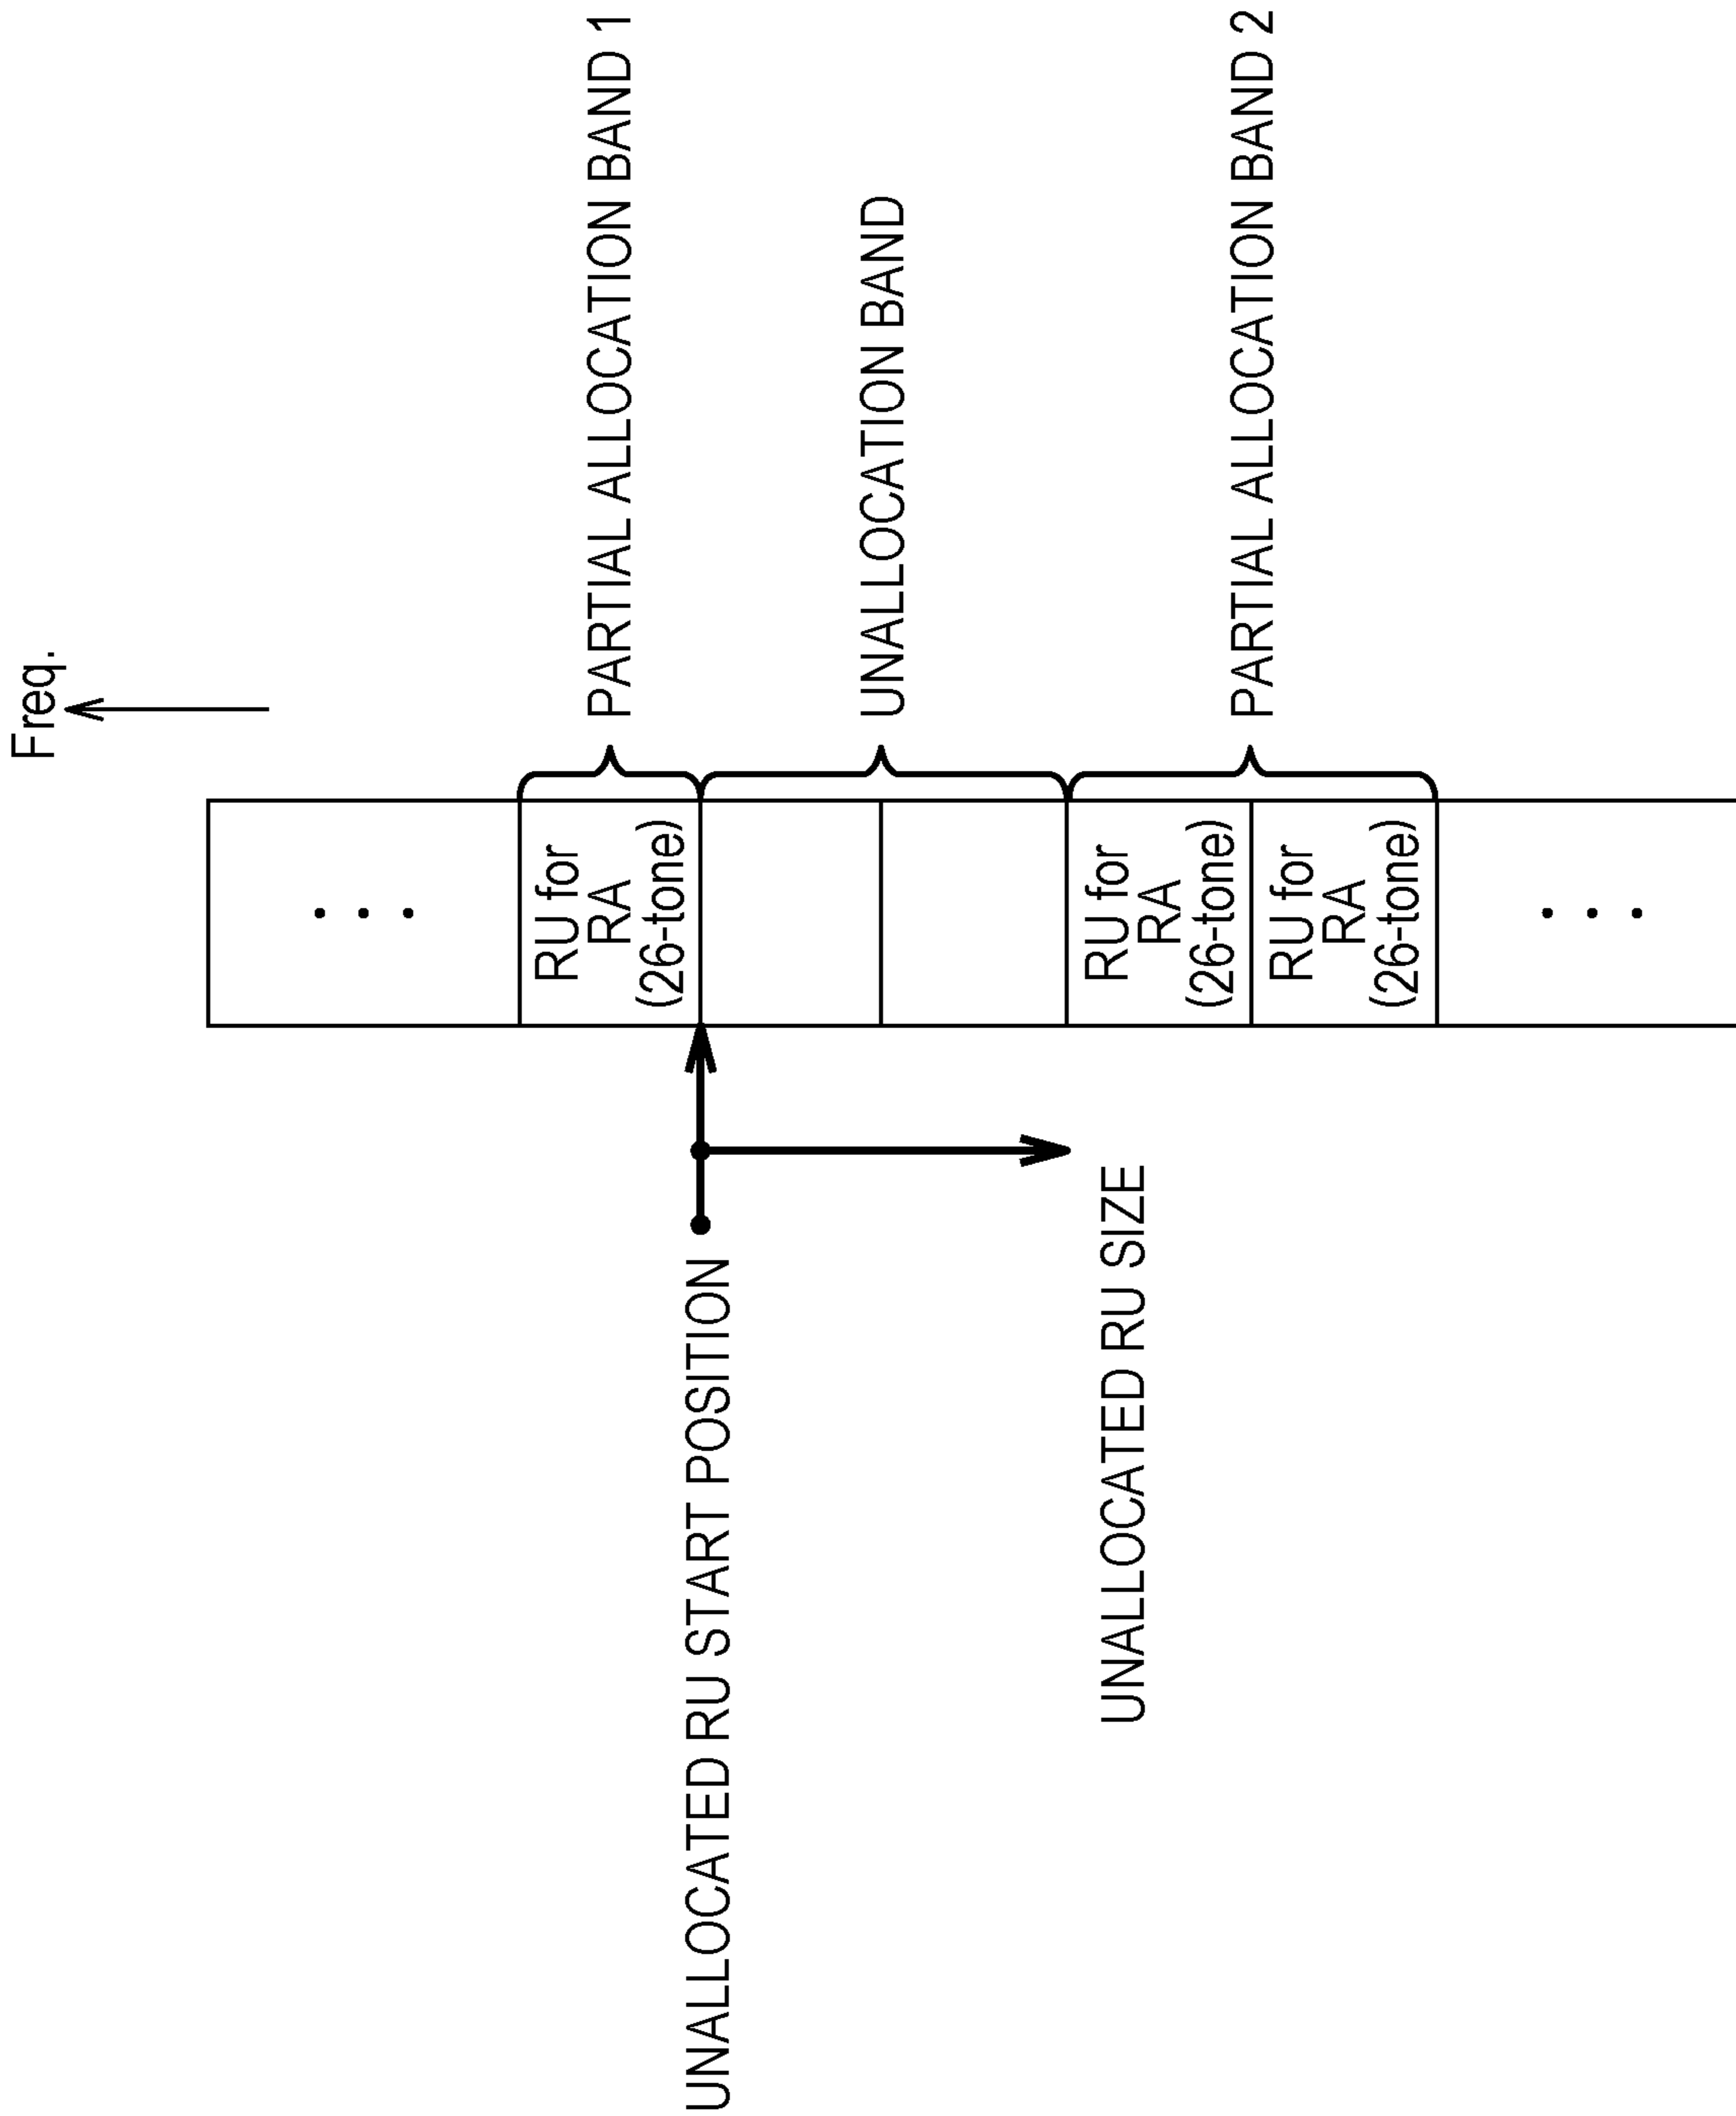 Freq.
RU for
RA
(26-tone)
PARTIAL ALLOCATION BAND 1
UNALLOCATED RU START POSITION
UNALLOCATION BAND
UNALLOCATED RU SIZE
RU for
RA
(26-tone)
RU for
RA
(26-tone)
PARTIAL ALLOCATION BAND 2